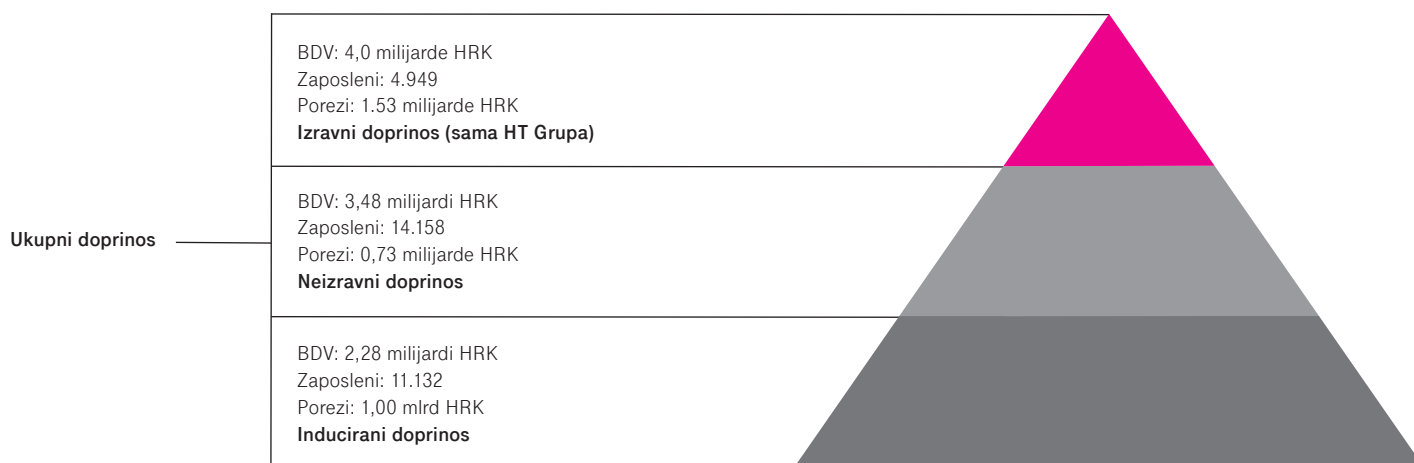 BDV: 4,0 milijarde HRK
Zaposleni: 4.949
Porezi: 1.53 milijarde HRK
Izravni doprinos (sama HT Grupa)
Ukupni doprinos
BDV: 3,48 milijardi HRK
Zaposleni: 14.158
Porezi: 0,73 milijarde HRK
Neizravni doprinos
BDV: 2,28 milijardi HRK
Zaposleni: 11.132
Porezi: 1,00 mlrd HRK
Inducirani doprinos